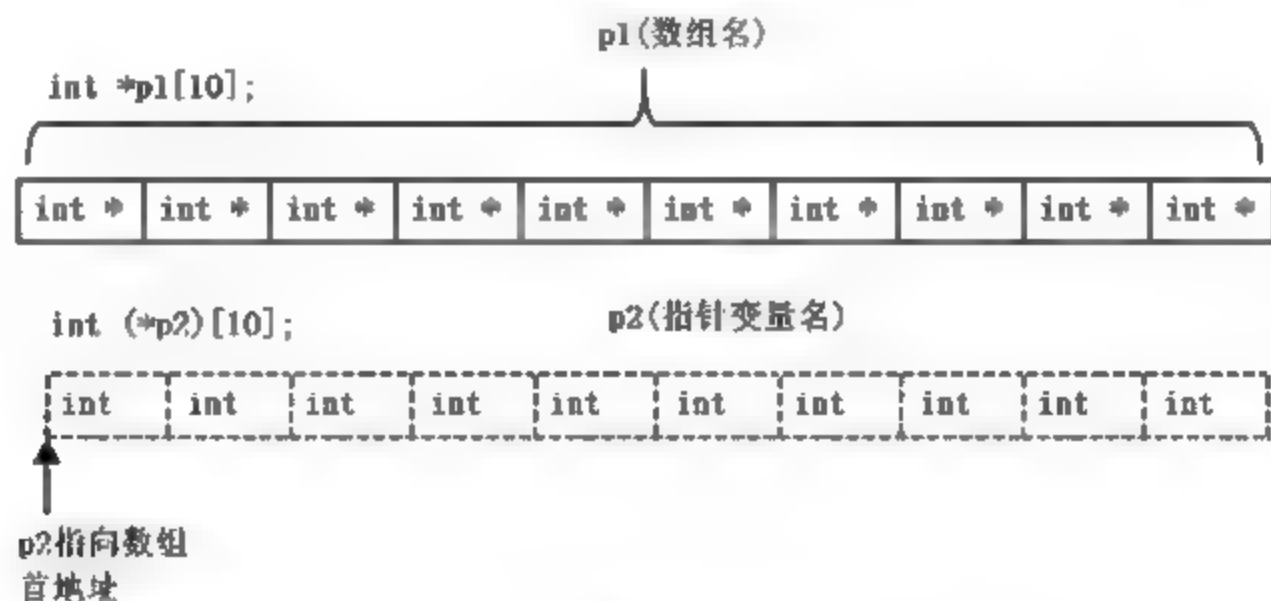 p1(数组名)
int *p1[10];
int * int * int * int * int * int * int * int * int * int *
int (*p2)[10];
p2(指针变量名)
int int int int int int int int int int
p2指向数组
首地址